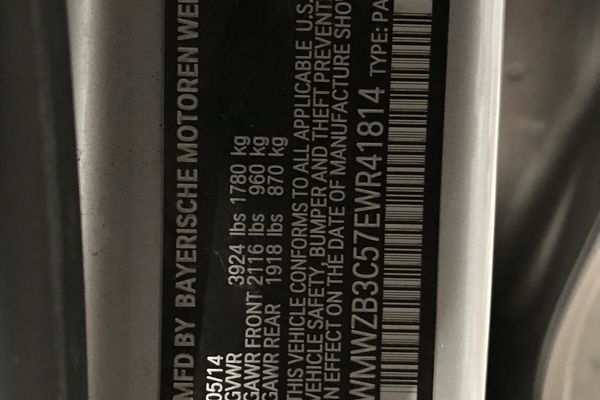 MFD BY BAYERISCHE MOTOREN WER
05/14
GVWR 3924 lbs 1780 kg
GAWR FRONT 2116 lbs 960 kg
GAWR REAR 1918 lbs 870 kg
THIS VEHICLE CONFORMS TO ALL APPLICABLE U.S.
VEHICLE SAFETY, BUMPER AND THEFT PREVENT
IN EFFECT ON THE DATE OF MANUFACTURE SHO
WMWZB3C57EWR41814 TYPE: PA